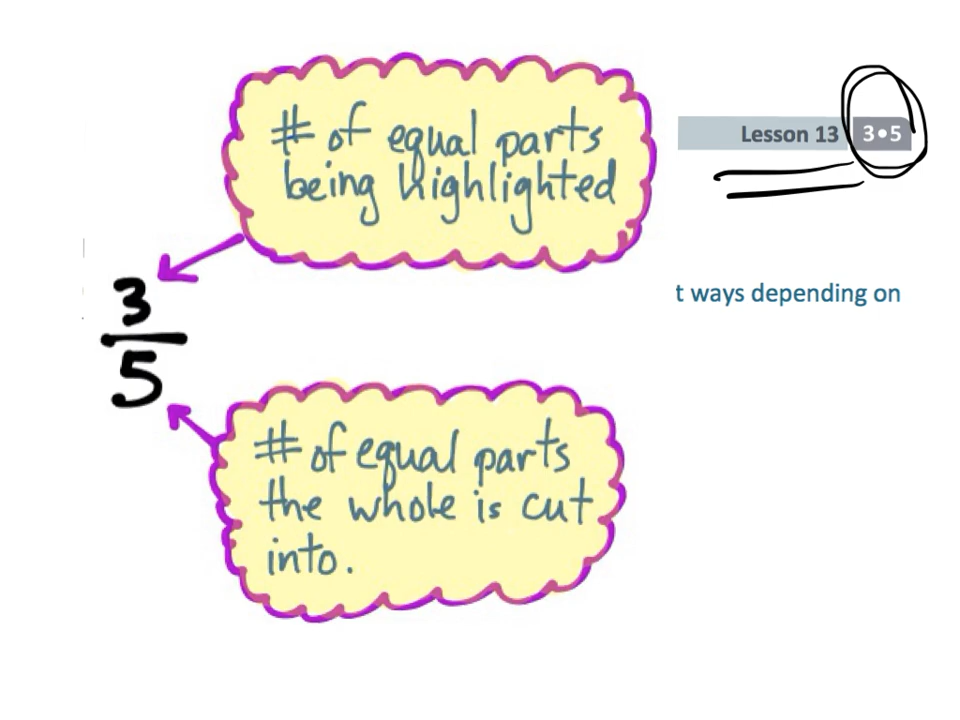 # of equal parts
being highlighted
Lesson 13 3•5
t ways depending on
3
5
# of equal parts
the whole is cut
into.